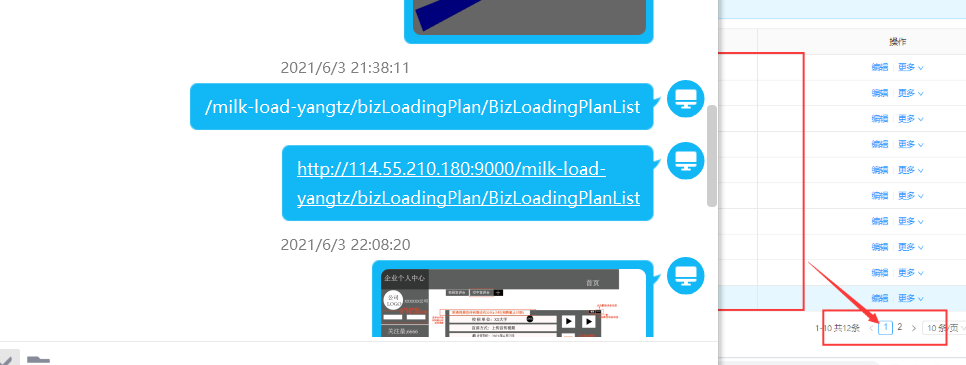 2021/6/3 21:38:11
/milk-load-yangtz/bizLoadingPlan/BizLoadingPlanList
http://114.55.210.180:9000/milk-load-
yangtz/bizLoadingPlan/BizLoadingPlanList
2021/6/3 22:08:20
企业个人中心
首页
公司
LOGO
操作
编辑 更多
编辑 更多
编辑 更多
编辑 更多
编辑 更多
编辑 更多
编辑 更多
编辑 更多
编辑 更多
编辑 更多
1-10 共12条 < 1 2 > 10 条/页